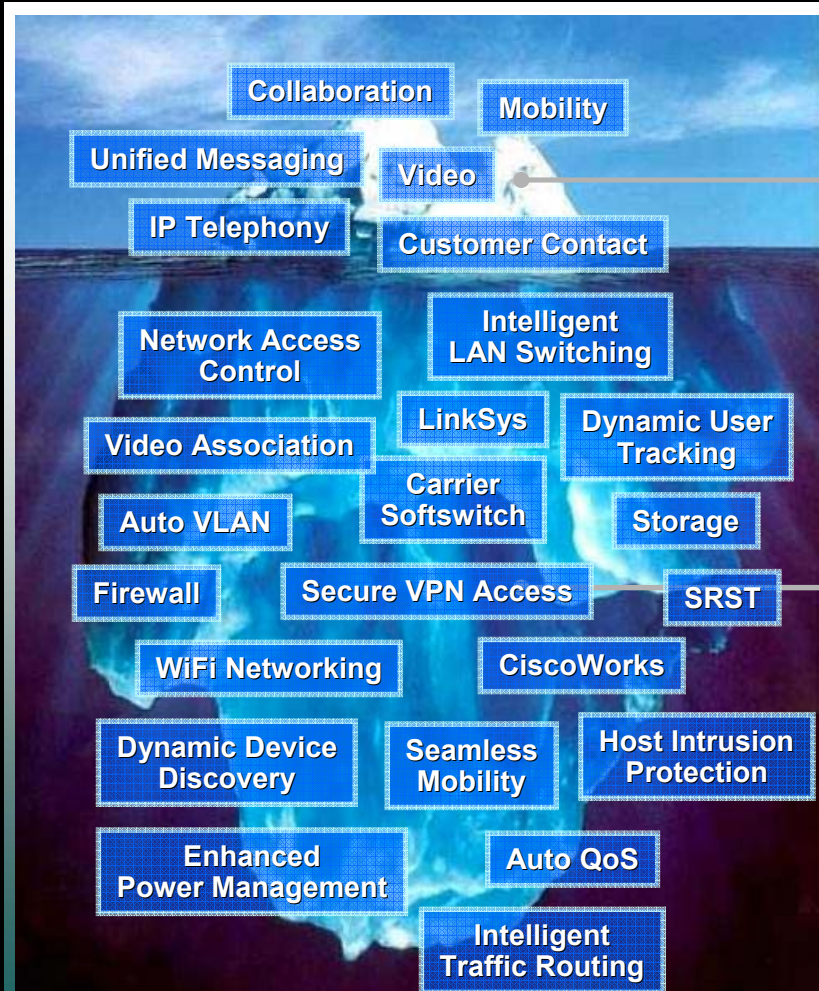 Collaboration
Mobility
Unified Messaging
Video
IP Telephony
Customer Contact
Intelligent
LAN Switching
Network Access
Control
LinkSys
Dynamic User
Tracking
Video Association
Carrier
Softswitch
Auto VLAN
Storage
Firewall
Secure VPN Access
SRST
WiFi Networking
CiscoWorks
Dynamic Device
Discovery
Seamless
Mobility
Host Intrusion
Protection
Enhanced
Power Management
Auto QoS
Intelligent
Traffic Routing